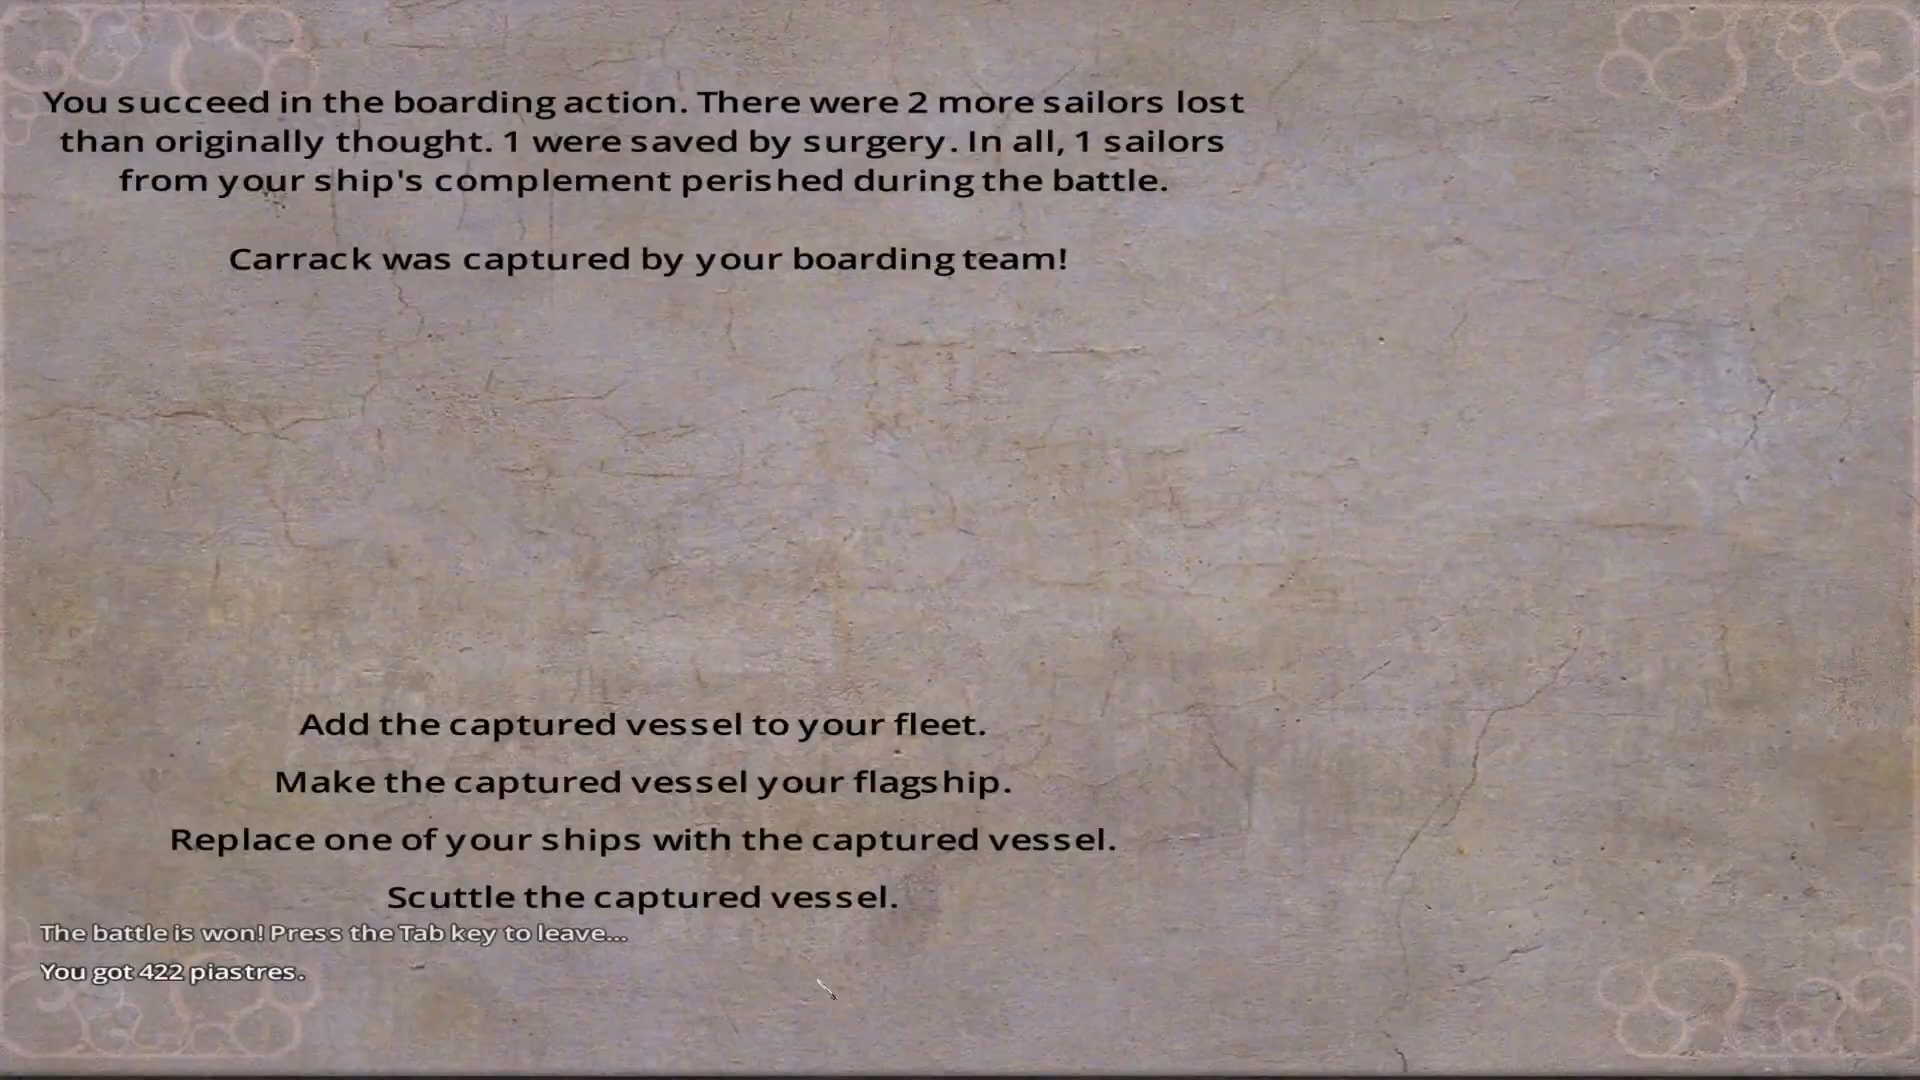 You succeed in the boarding action. There were 2 more sailors lost
than originally thought. 1 were saved by surgery. In all, 1 sailors
from your ship's complement perished during the battle.
Carrack was captured by your boarding team!
Add the captured vessel to your fleet.
Make the captured vessel your flagship.
Replace one of your ships with the captured vessel.
Scuttle the captured vessel.
The battle is won! Press the Tab key to leave...
You got 422 piastres.